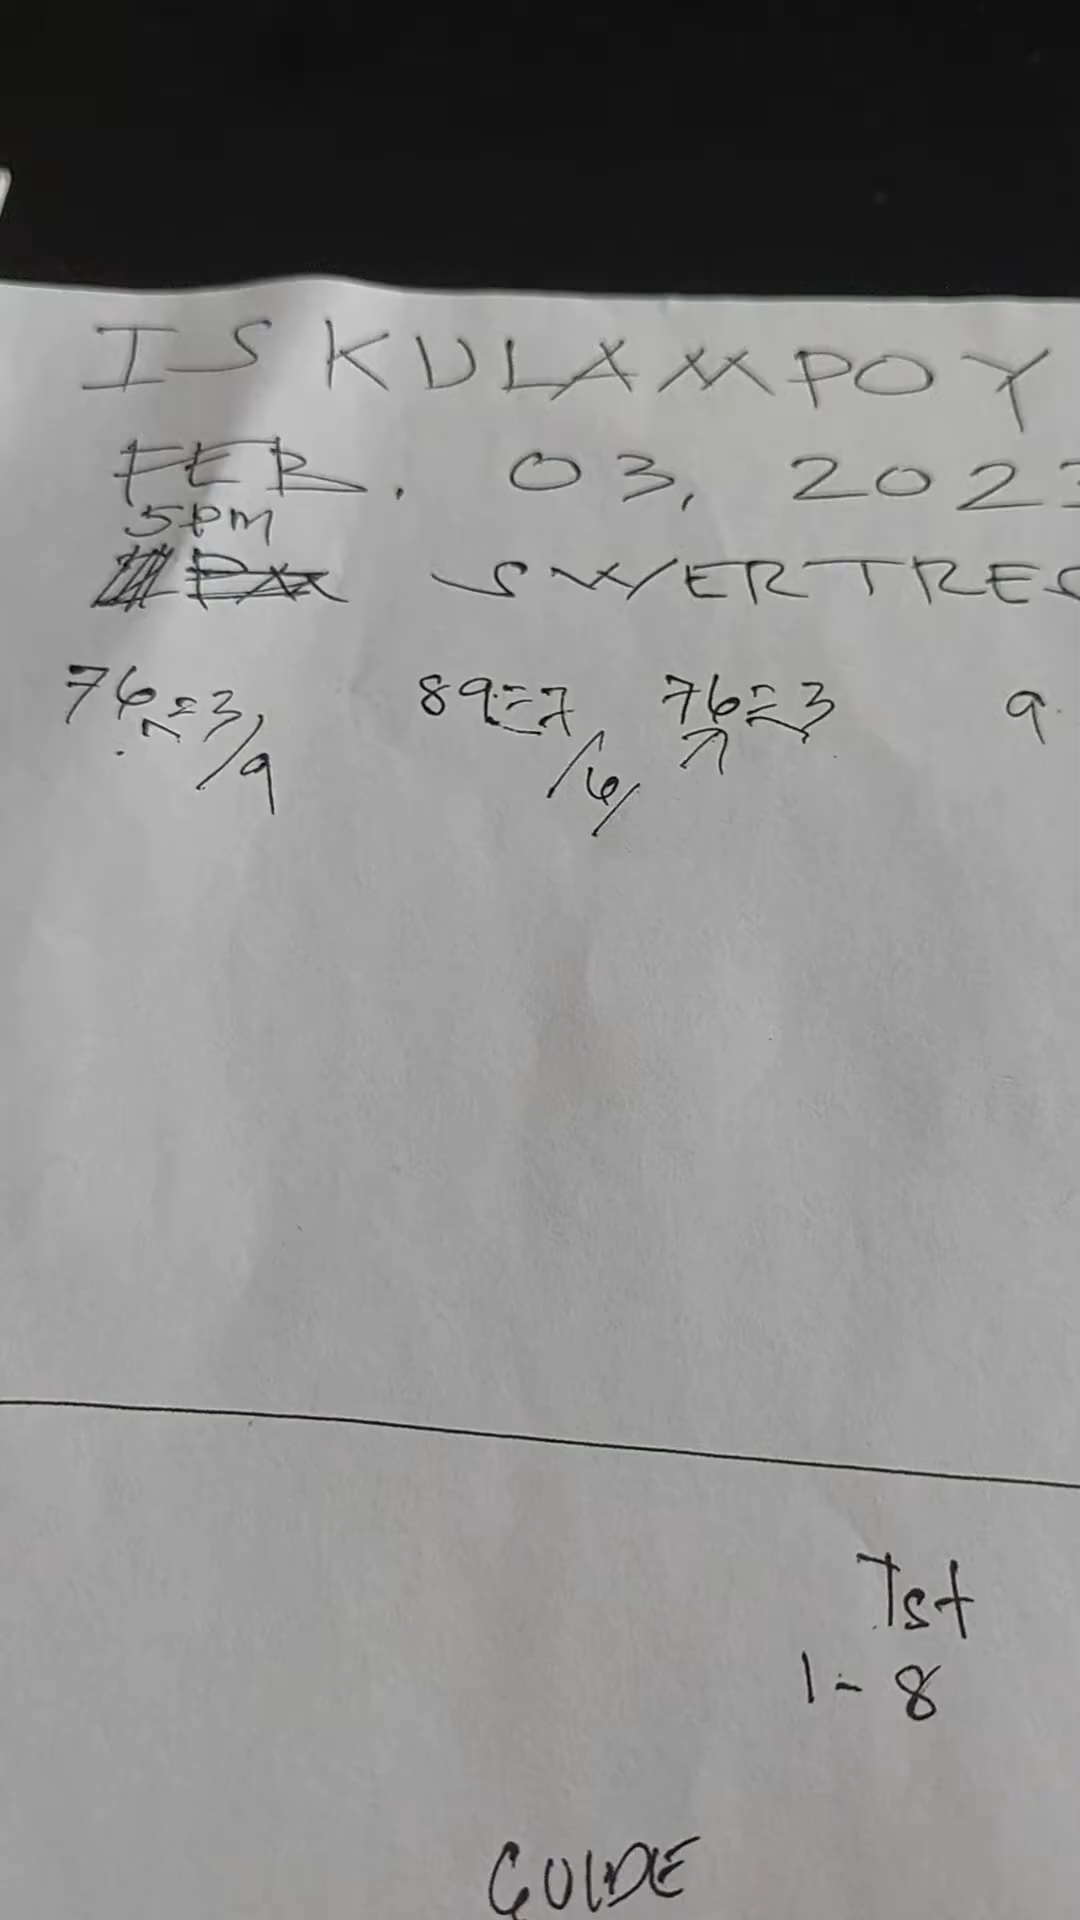 ISKULAMPOY
FEB. 03, 202
5PM
SWERTRES
76=3, 89=7 76=3 9
/9 /6/
1st
1-8
GUIDE